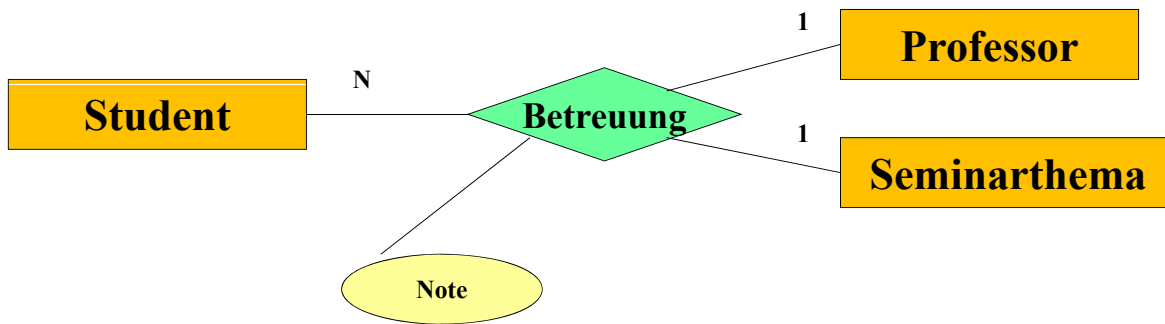 1
Professor
N
Student
Betreuung
1
Seminarthema
Note